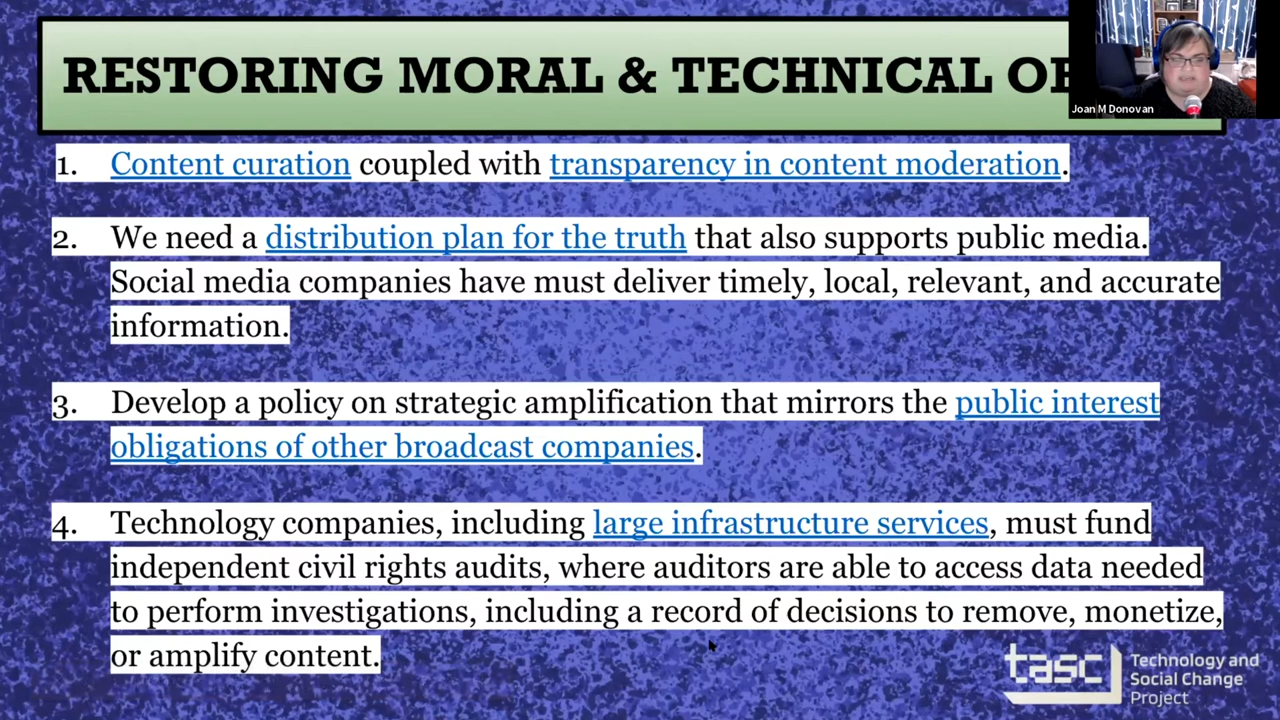 RESTORING MORAL & TECHNICAL
Joan M Donovan
1. Content curation coupled with transparency in content moderation.
2. We need a distribution plan for the truth that also supports public media.
Social media companies have must deliver timely, local, relevant, and accurate
information.
3. Develop a policy on strategic amplification that mirrors the public interest
obligations of other broadcast companies.
4. Technology companies, including large infrastructure services, must fund
independent civil rights audits, where auditors are able to access data needed
to perform investigations, including a record of decisions to remove, monetize,
or amplify content.
tasc
Technology and
Social Change
Project